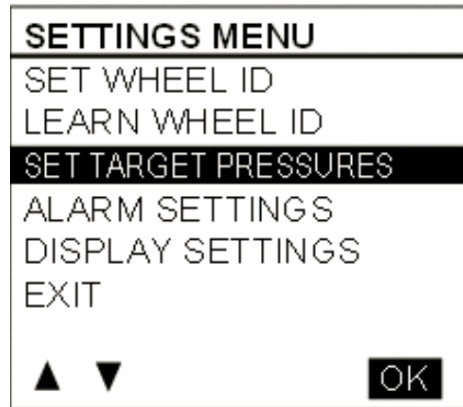 SETTINGS MENU
SET WHEEL ID
LEARN WHEEL ID
SET TARGET PRESSURES
ALARM SETTINGS
DISPLAY SETTINGS
EXIT
▲ ▼ OK